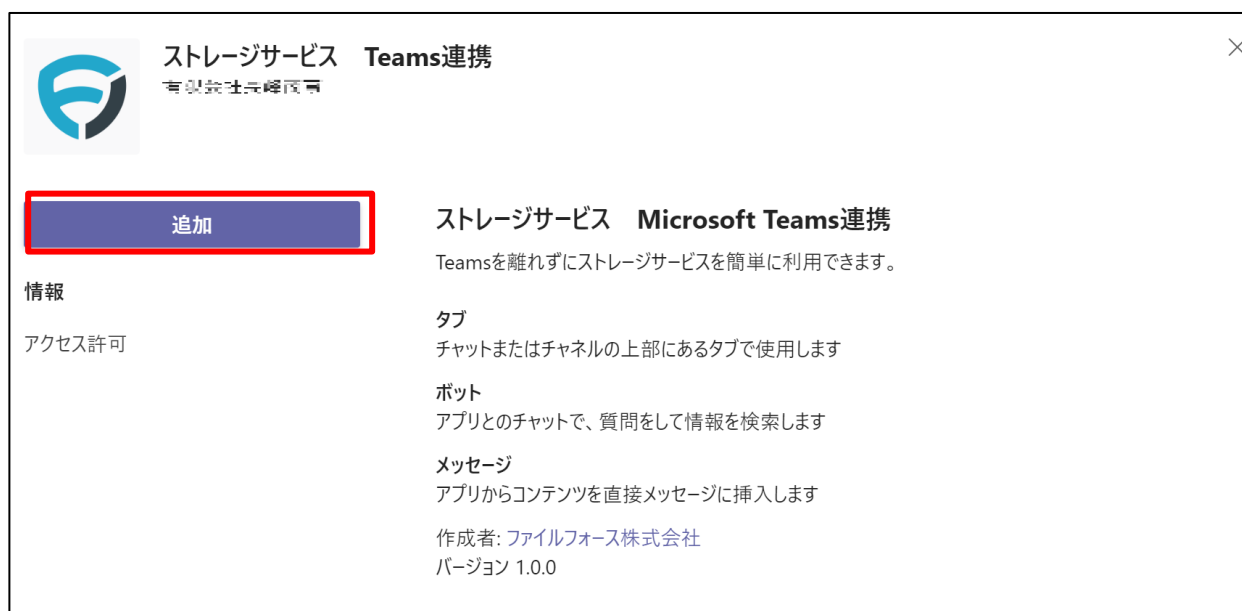 ストレージサービス　Teams連携
追加
情報
アクセス許可
ストレージサービス　Microsoft Teams連携
Teamsを離れずにストレージサービスを簡単に利用できます。
タブ
チャットまたはチャネルの上部にあるタブで使用します
ボット
アプリとのチャットで、質問をして情報を検索します
メッセージ
アプリからコンテンツを直接メッセージに挿入します
作成者: ファイルフォース株式会社
バージョン 1.0.0